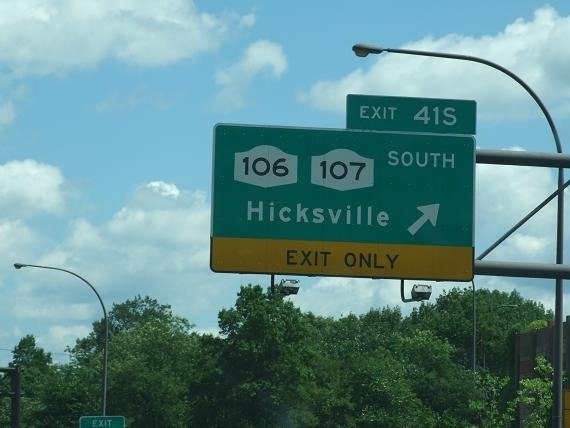 EXIT 41S
106 107 SOUTH
Hicksville
EXIT ONLY
EXIT